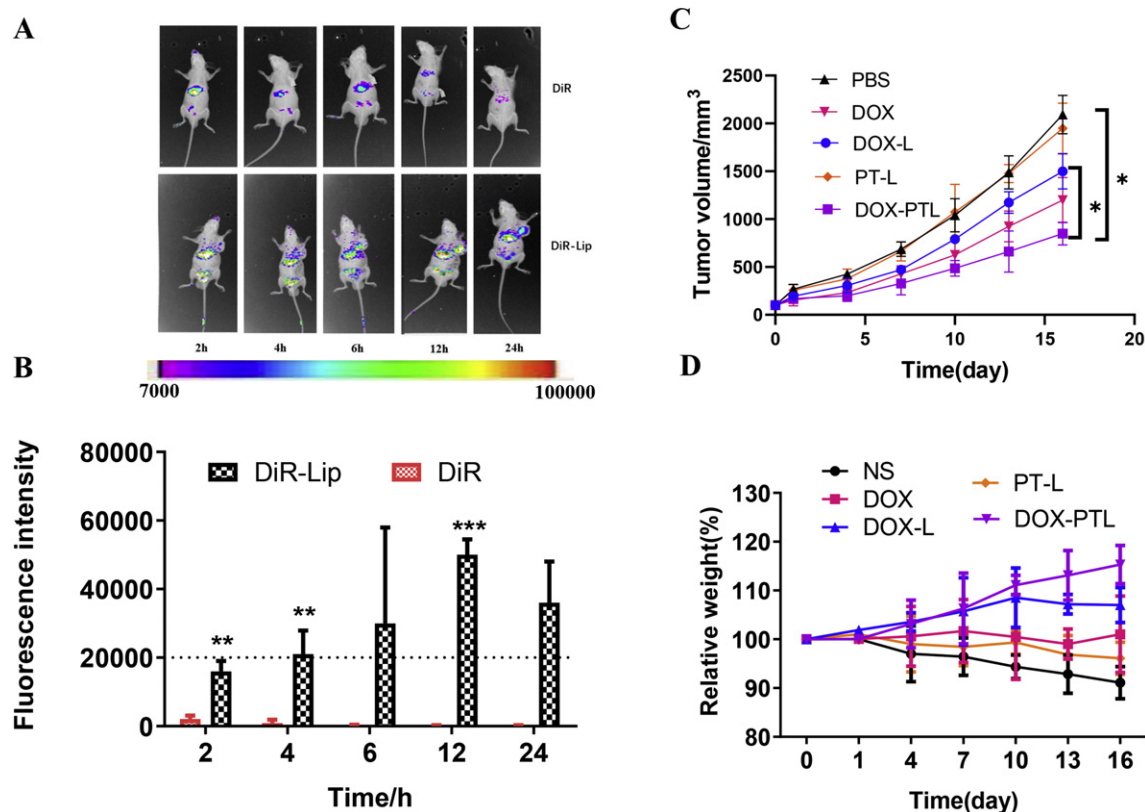 A
DiR
DiR-Lip
2h 4h 6h 12h 24h
7000 100000
B
80000
60000
40000
20000
0
Fluorescence intensity
DiR-Lip DiR
** ** ***
2 4 6 12 24
Time/h
C
2500
2000
1500
1000
500
0
Tumor volume/mm³
PBS
DOX
DOX-L
PT-L
DOX-PTL
*
*
0 5 10 15 20
Time(day)
D
130
120
110
100
90
80
Relative weight(%)
NS
DOX
DOX-L
PT-L
DOX-PTL
0 1 4 7 10 13 16
Time(day)